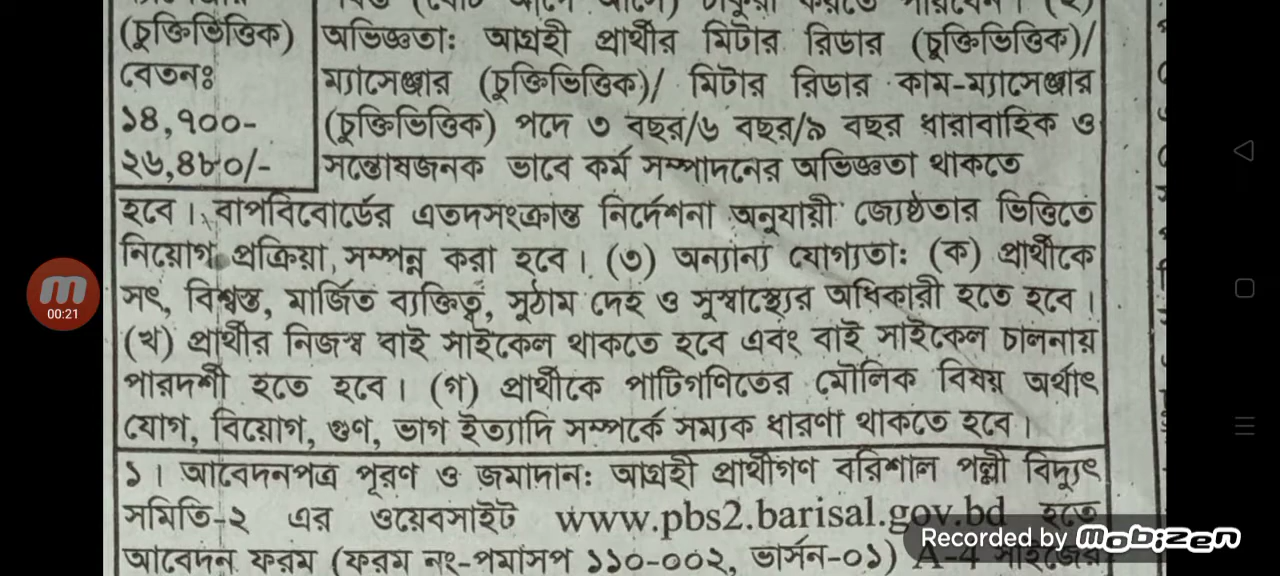 (চুক্তিভিত্তিক)
বেতনঃ
১৪,৭০০-
২৬,৪৮০/-
অভিজ্ঞতা: আগ্রহী প্রার্থীর মিটার রিডার (চুক্তিভিত্তিক)/
ম্যাসেঞ্জার (চুক্তিভিত্তিক)/ মিটার রিডার কাম-ম্যাসেঞ্জার
(চুক্তিভিত্তিক) পদে ৩ বছর/৬ বছর/৯ বছর ধারাবাহিক ও
সন্তোষজনক ভাবে কর্ম সম্পাদনের অভিজ্ঞতা থাকতে
হবে। বাপবিবোর্ডের এতদসংক্রান্ত নির্দেশনা অনুযায়ী জ্যেষ্ঠতার ভিত্তিতে
নিয়োগ প্রক্রিয়া সম্পন্ন করা হবে। (৩) অন্যান্য যোগ্যতা: (ক) প্রার্থীকে
সৎ, বিশ্বস্ত, মার্জিত ব্যক্তিত্ব, সুঠাম দেহ ও সুস্বাস্থ্যের অধিকারী হতে হবে।
(খ) প্রার্থীর নিজস্ব বাই সাইকেল থাকতে হবে এবং বাই সাইকেল চালনায়
পারদর্শী হতে হবে। (গ) প্রার্থীকে পাটিগণিতের মৌলিক বিষয় অর্থাৎ
যোগ, বিয়োগ, গুণ, ভাগ ইত্যাদি সম্পর্কে সম্যক ধারণা থাকতে হবে।
১। আবেদনপত্র পূরণ ও জমাদান: আগ্রহী প্রার্থীগণ বরিশাল পল্লী বিদ্যুৎ
সমিতি-২ এর ওয়েবসাইট www.pbs2.barisal.gov.bd হতে
আবেদন ফরম (ফরম নং-পমাসপ ১১০-০০২, ভার্সন-০১) A-4 সাইজের
00:21
Recorded by mobizen